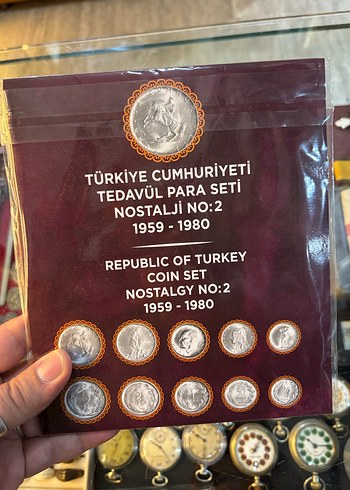 TÜRKİYE CUMHURİYETİ
TEDAVÜL PARA SETİ
NOSTALJİ NO:2
1959 - 1980
REPUBLIC OF TURKEY
COIN SET
NOSTALGY NO:2
1959 - 1980